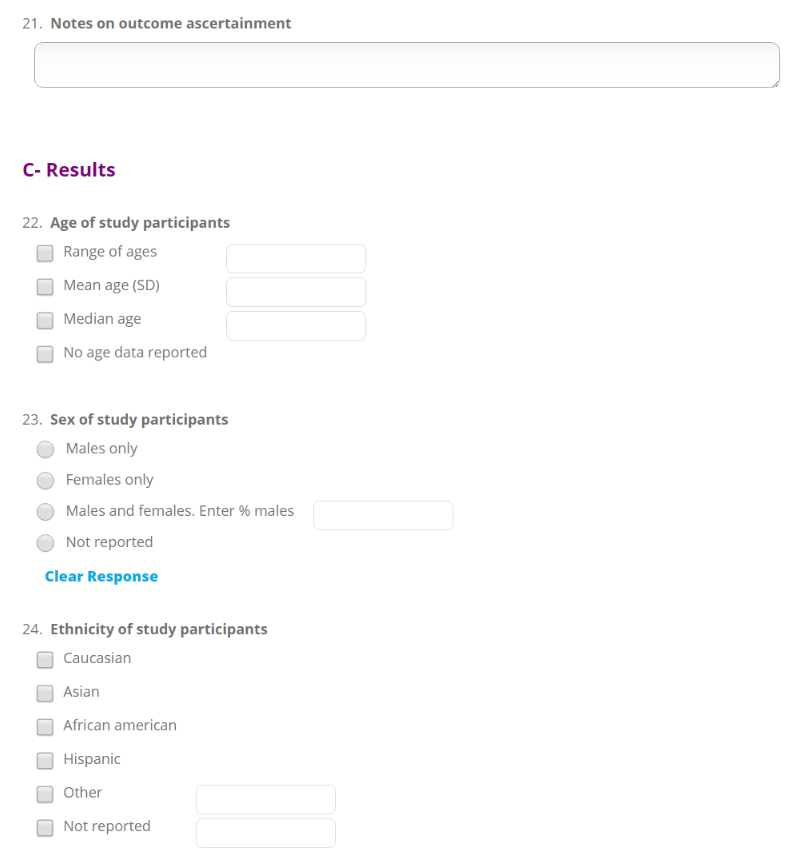 21. Notes on outcome ascertainment
C- Results
22. Age of study participants
Range of ages
Mean age (SD)
Median age
No age data reported
23. Sex of study participants
Males only
Females only
Males and females. Enter % males
Not reported
Clear Response
24. Ethnicity of study participants
Caucasian
Asian
African american
Hispanic
Other
Not reported